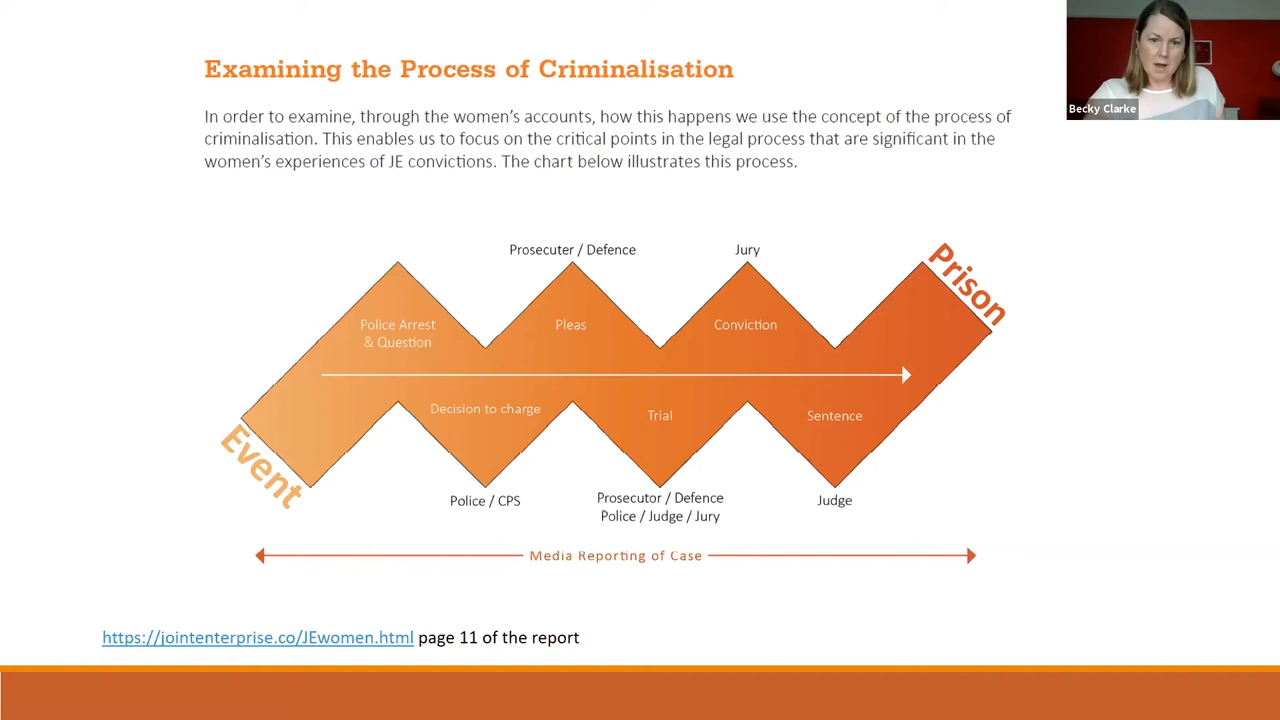 Examining the Process of Criminalisation
Becky Clarke
In order to examine, through the women's accounts, how this happens we use the concept of the process of
criminalisation. This enables us to focus on the critical points in the legal process that are significant in the
women's experiences of JE convictions. The chart below illustrates this process.
Prosecuter / Defence
Jury
Prison
Police Arrest
& Question
Pleas
Conviction
Decision to charge
Trial
Sentence
Event
Police / CPS
Prosecutor / Defence
Police / Judge / Jury
Judge
Media Reporting of Case
https://jointenterprise.co/JEwomen.html page 11 of the report